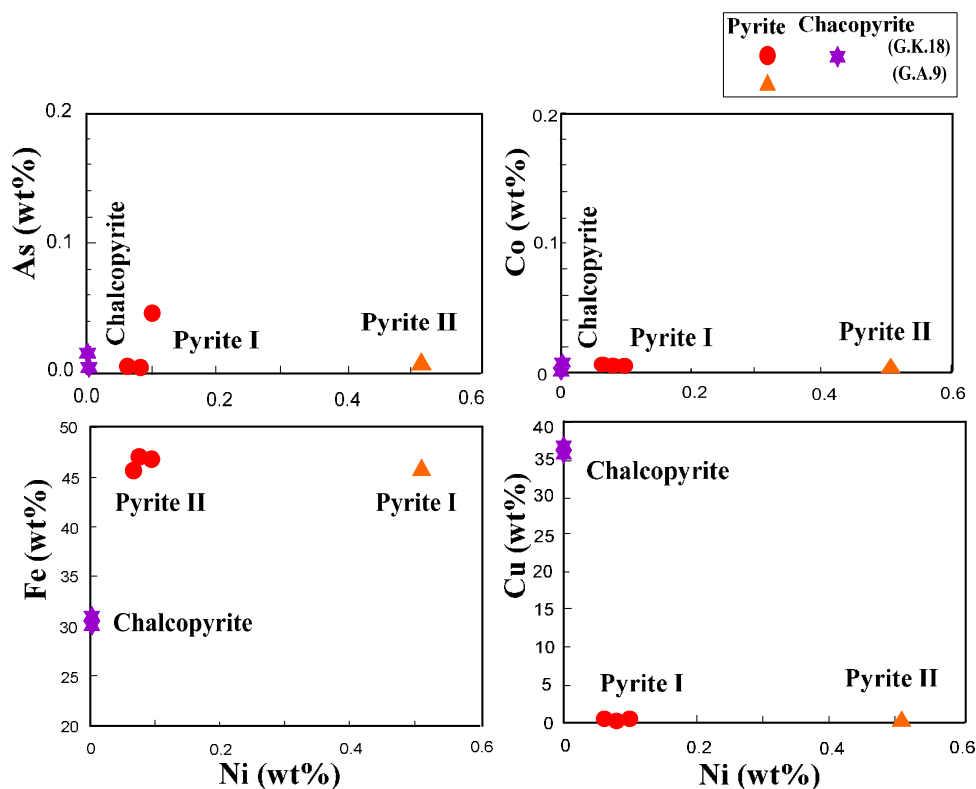 Pyrite Chacopyrite
(G.K.18)
(G.A.9)
0.2
0.1
0.0
As (wt%)
Chalcopyrite
Pyrite I
Pyrite II
0.0 0.2 0.4 0.6
0.2
0.1
0
Co (wt%)
Chalcopyrite
Pyrite I
Pyrite II
0 0.2 0.4 0.6
50
45
40
35
30
25
20
Fe (wt%)
Pyrite II
Pyrite I
Chalcopyrite
0 0.2 0.4 0.6
Ni (wt%)
40
35
30
25
20
15
10
5
0
Cu (wt%)
Chalcopyrite
Pyrite I
Pyrite II
0 0.2 0.4 0.6
Ni (wt%)